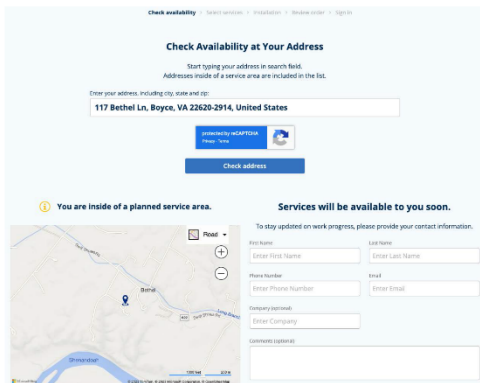 Check availability > Select services > Installation > Review order > Sign in
Check Availability at Your Address
Start typing your address in search field.
Addresses inside of a service area are included in the list.
Enter your address, including city, state and zip:
117 Bethel Ln, Boyce, VA 22620-2914, United States
protected by reCAPTCHA
Privacy - Terms
Check address
You are inside of a planned service area.
Road
Bethel
Shenandoah
Services will be available to you soon.
To stay updated on work progress, please provide your contact information.
First Name
Last Name
Enter First Name
Enter Last Name
Phone Number
Email
Enter Phone Number
Enter Email
Company (optional)
Enter Company
Comments (optional)